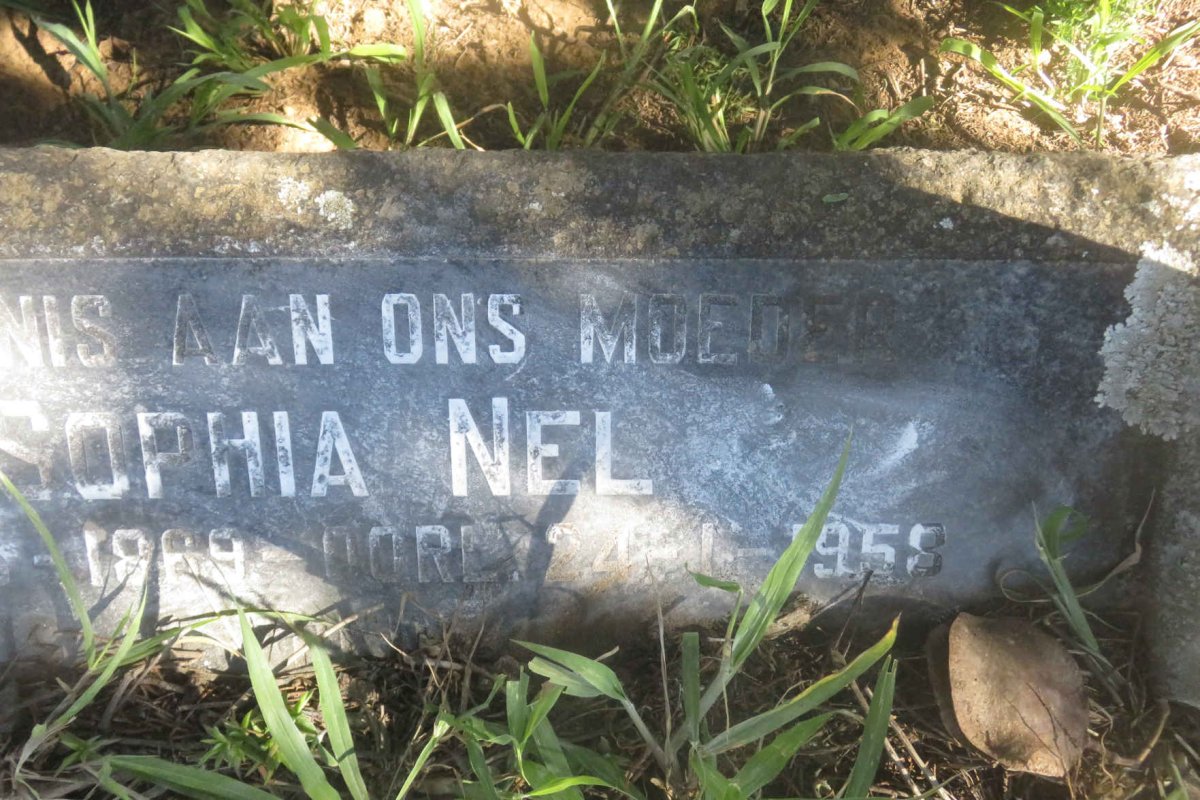 NIS AAN ONS MOEDER
SOPHIA NEL
-1869 - OORL. 24-1-1958